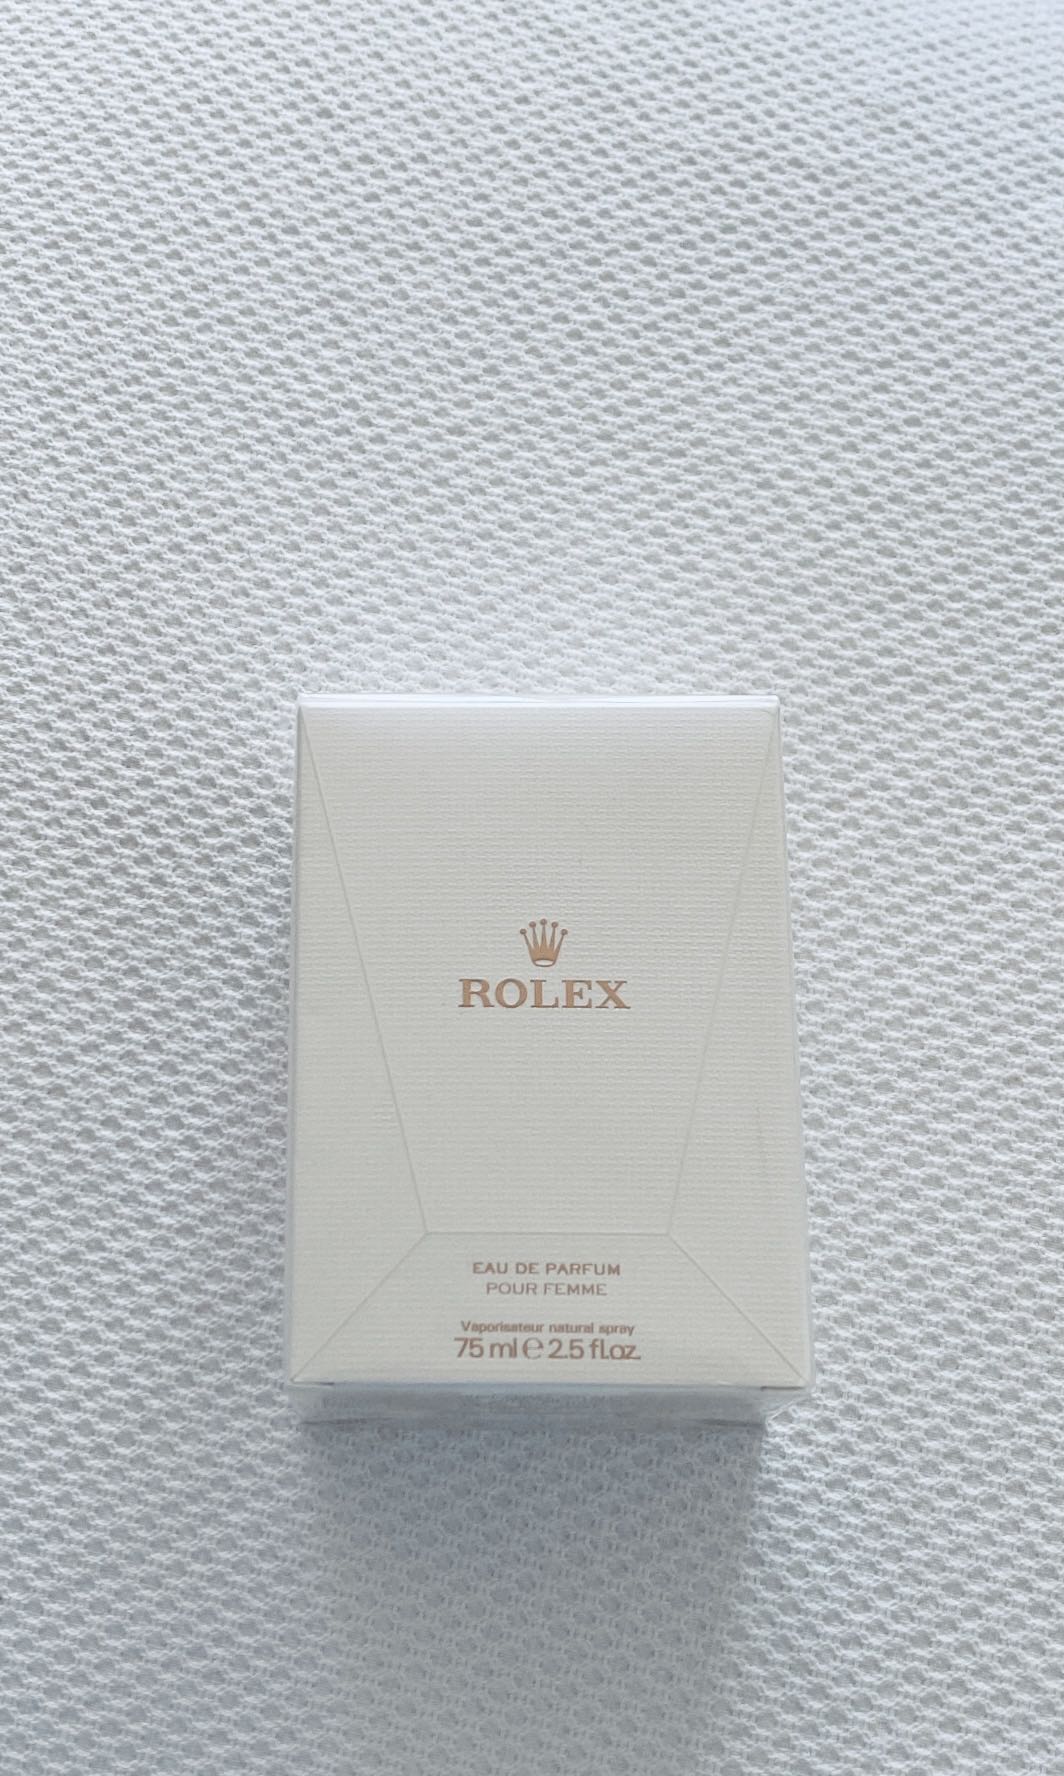 ROLEX
EAU DE PARFUM
POUR FEMME
Vaporisateur natural spray
75 ml e 2.5 fl.oz.